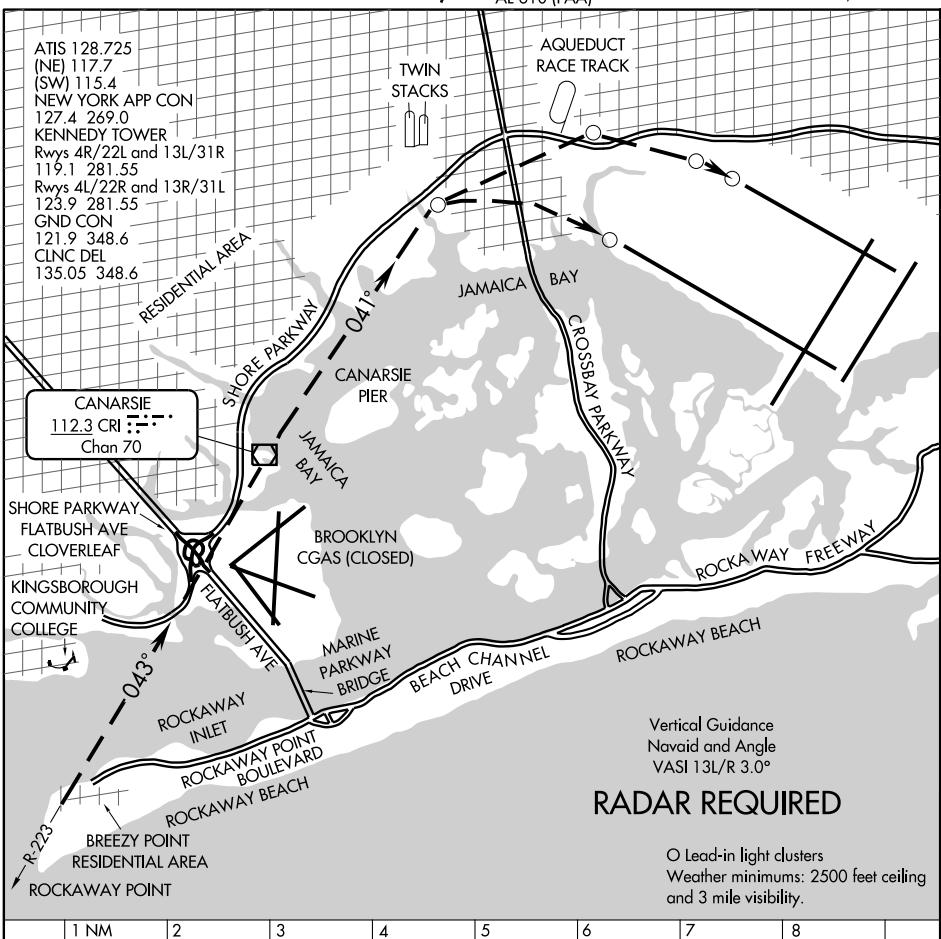 AL-610 (FAA)
ATIS 128.725
(NE) 117.7
(SW) 115.4
NEW YORK APP CON
127.4 269.0
KENNEDY TOWER
Rwys 4R/22L and 13L/31R
119.1 281.55
Rwys 4L/22R and 13R/31L
123.9 281.55
GND CON
121.9 348.6
CLNC DEL
135.05 348.6
TWIN
STACKS
AQUEDUCT
RACE TRACK
RESIDENTIAL AREA
SHORE PARKWAY
041°
JAMAICA BAY
CROSSBAY PARKWAY
CANARSIE
PIER
CANARSIE
112.3 CRI
Chan 70
JAMAICA
BAY
SHORE PARKWAY
FLATBUSH AVE
CLOVERLEAF
BROOKLYN
CGAS (CLOSED)
KINGSBOROUGH
COMMUNITY
COLLEGE
FLATBUSH AVE
043°
MARINE
PARKWAY
BRIDGE
ROCKAWAY FREEWAY
BEACH CHANNEL
DRIVE
ROCKAWAY BEACH
ROCKAWAY
INLET
ROCKAWAY POINT
BOULEVARD
ROCKAWAY BEACH
R-223
BREEZY POINT
RESIDENTIAL AREA
ROCKAWAY POINT
Vertical Guidance
Navaid and Angle
VASI 13L/R 3.0°
RADAR REQUIRED
O Lead-in light clusters
Weather minimums: 2500 feet ceiling
and 3 mile visibility.
1 NM 2 3 4 5 6 7 8